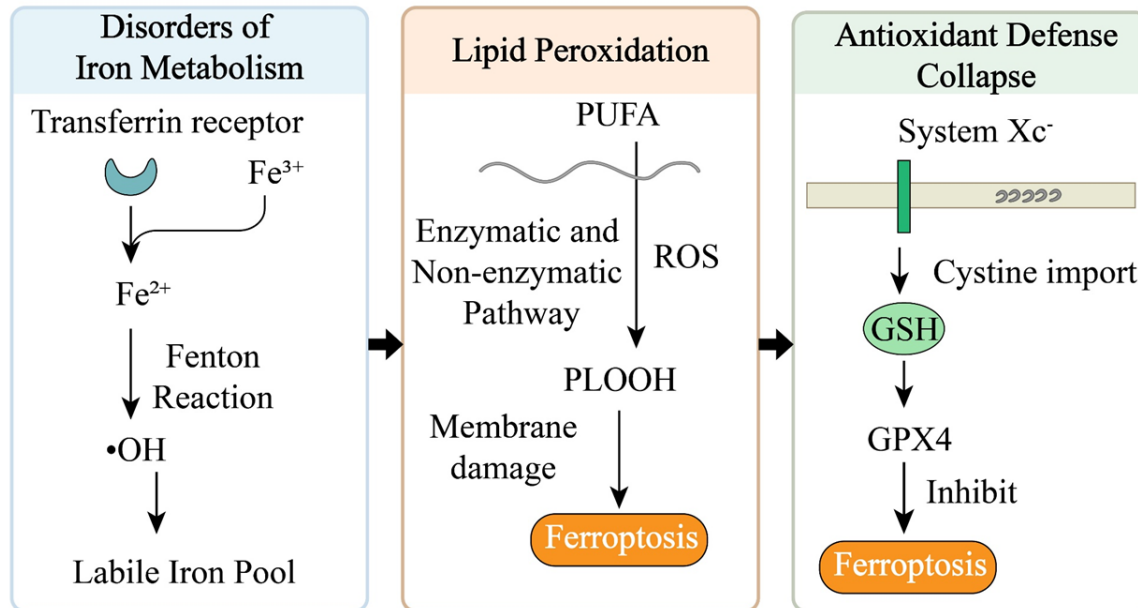 Disorders of
Iron Metabolism
Transferrin receptor
Fe³⁺
Fe²⁺
Fenton
Reaction
•OH
Labile Iron Pool
Lipid Peroxidation
PUFA
Enzymatic and
Non-enzymatic
Pathway
ROS
PLOOH
Membrane
damage
Ferroptosis
Antioxidant Defense
Collapse
System Xc⁻
Cystine import
GSH
GPX4
Inhibit
Ferroptosis